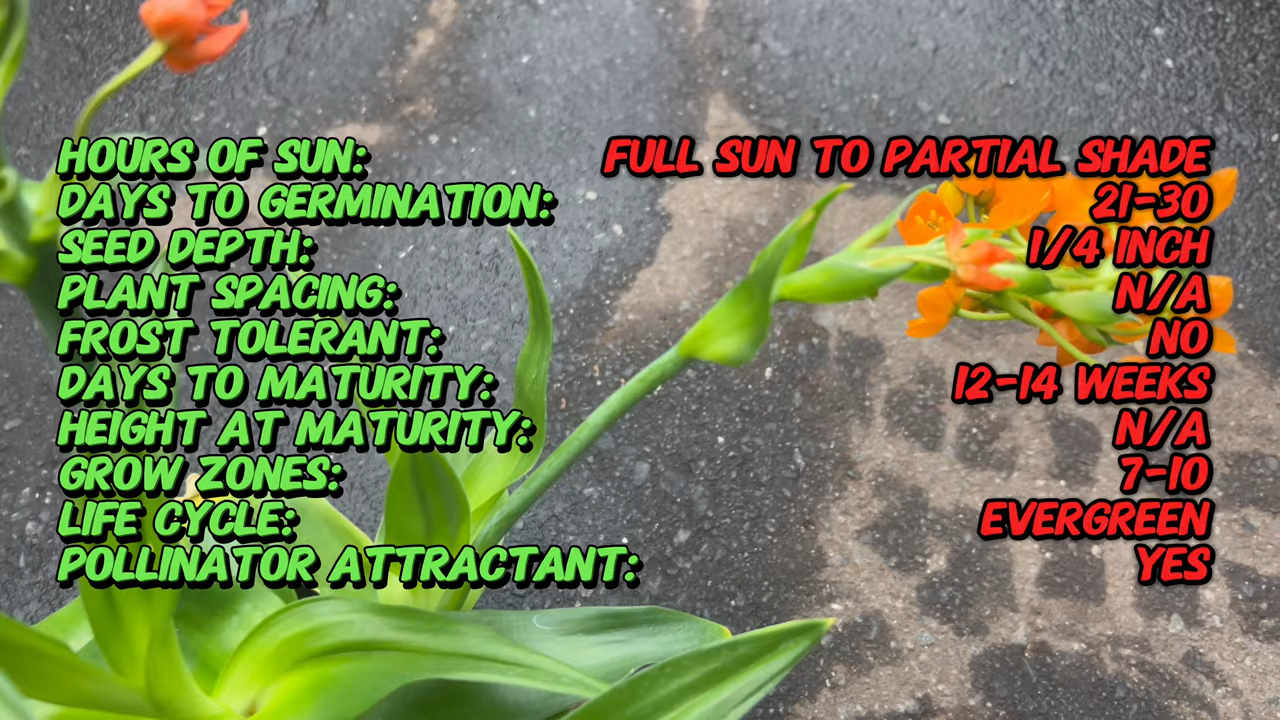 HOURS OF SUN: FULL SUN TO PARTIAL SHADE
DAYS TO GERMINATION: 21-30
SEED DEPTH: 1/4 INCH
PLANT SPACING: N/A
FROST TOLERANT: NO
DAYS TO MATURITY: 12-14 WEEKS
HEIGHT AT MATURITY: N/A
GROW ZONES: 7-10
LIFE CYCLE: EVERGREEN
POLLINATOR ATTRACTANT: YES